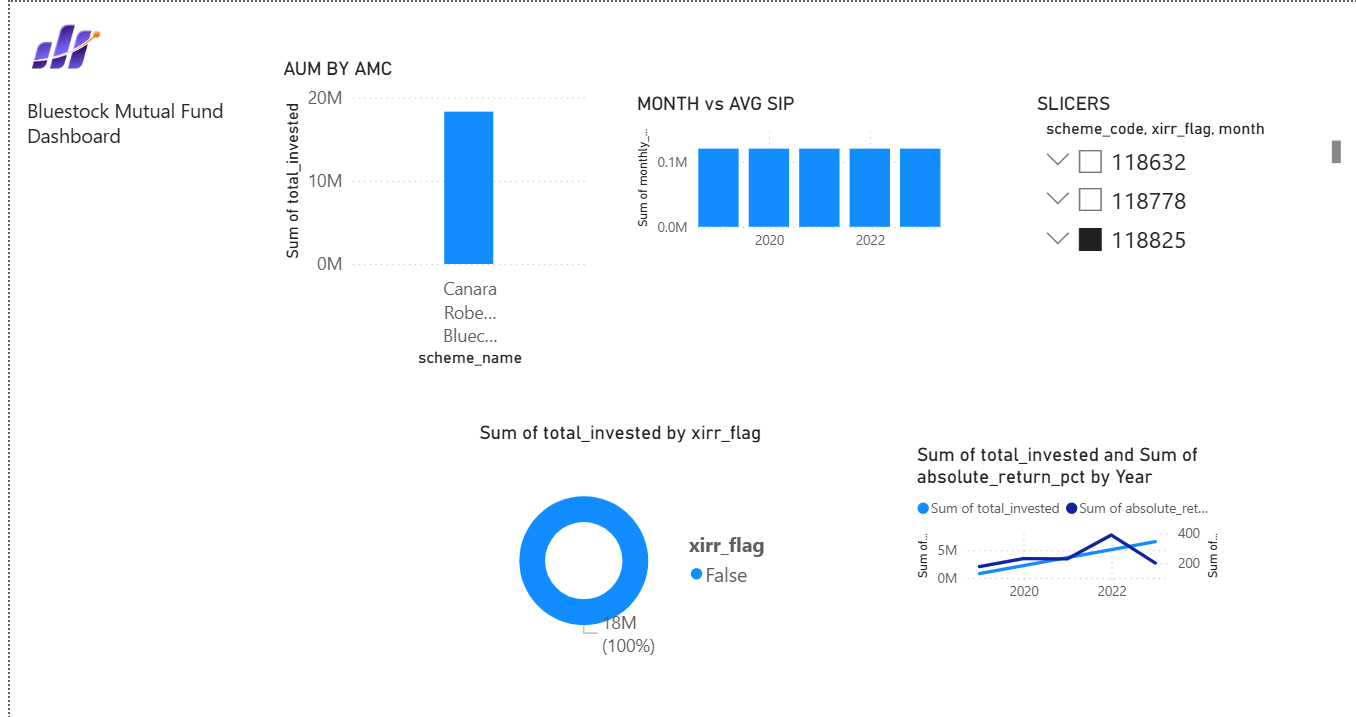 Bluestock Mutual Fund
Dashboard
AUM BY AMC
Sum of total_invested
20M
10M
0M
Canara
Robe...
Bluec...
scheme_name
MONTH vs AVG SIP
Sum of monthly_...
0.1M
0.0M
2020
2022
SLICERS
scheme_code, xirr_flag, month
118632
118778
118825
Sum of total_invested by xirr_flag
xirr_flag
False
18M
(100%)
Sum of total_invested and Sum of
absolute_return_pct by Year
Sum of total_invested
Sum of absolute_ret...
Sum of...
5M
0M
400
200
Sum of...
2020
2022